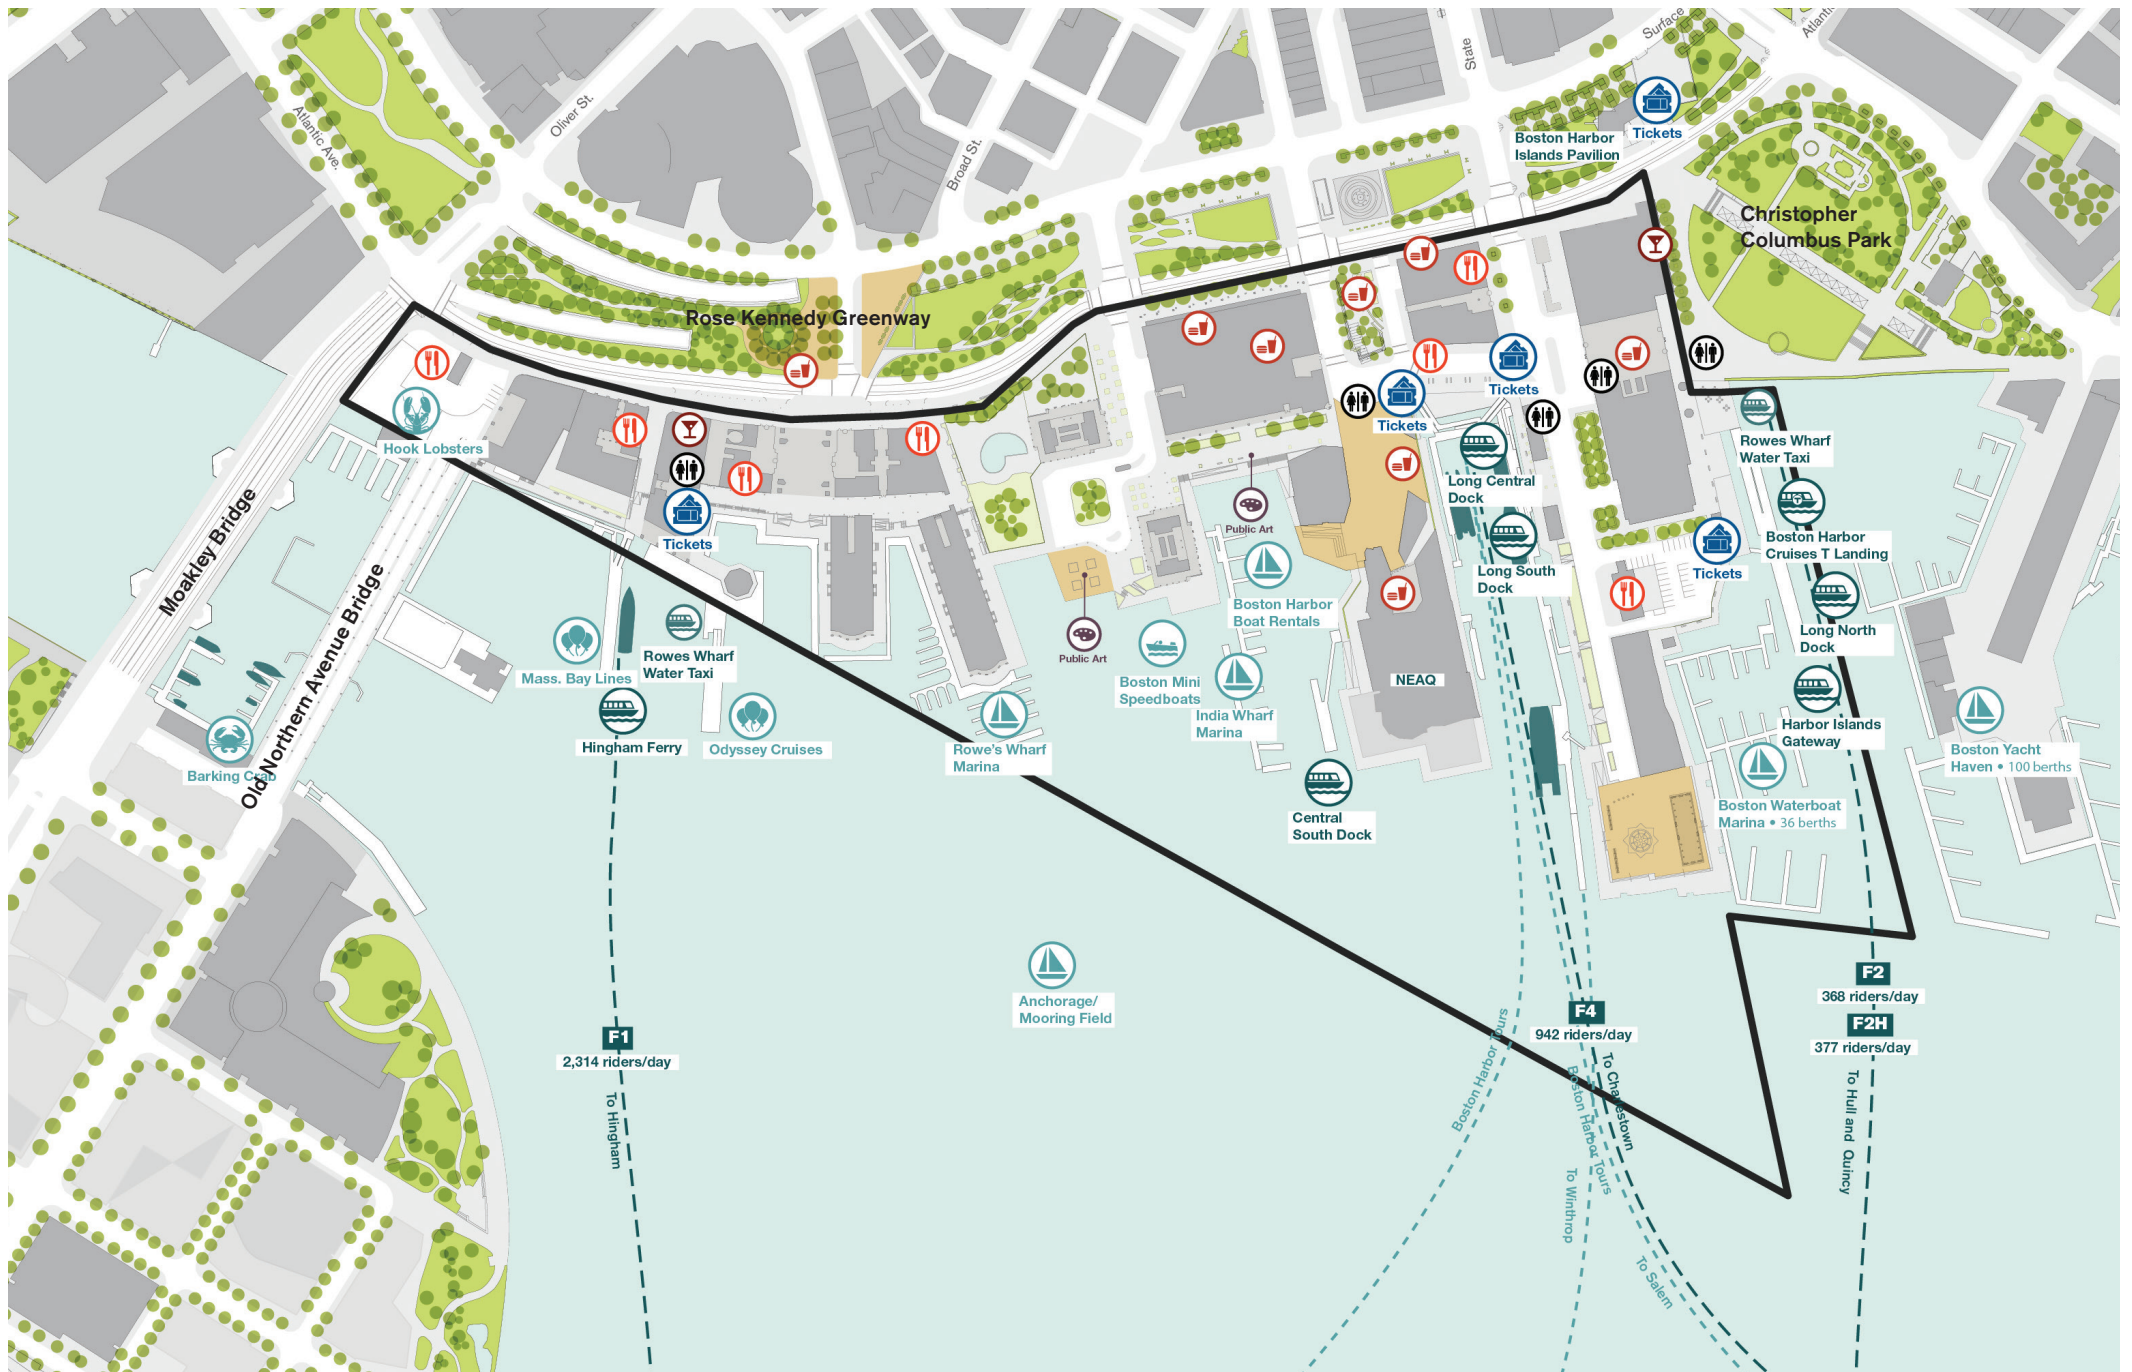 Surface
Atlantic
State
Oliver St.
Atlantic Ave.
Broad St.
Tickets
Boston Harbor
Islands Pavilion
Christopher
Columbus Park
Rose Kennedy Greenway
Hook Lobsters
Tickets
Tickets
Rowes Wharf
Water Taxi
Long Central
Dock
Public Art
Tickets
Boston Harbor
Cruises T Landing
Long South
Dock
Tickets
Moakley Bridge
Old Northern Avenue Bridge
Boston Harbor
Boat Rentals
Long North
Dock
Mass. Bay Lines
Rowes Wharf
Water Taxi
Public Art
Boston Mini
Speedboats
NEAQ
India Wharf
Marina
Harbor Islands
Gateway
Hingham Ferry
Odyssey Cruises
Rowe's Wharf
Marina
Boston Yacht
Haven • 100 berths
Barking Crab
Central
South Dock
Boston Waterboat
Marina • 36 berths
Anchorage/
Mooring Field
F2
368 riders/day
F4
942 riders/day
F2H
377 riders/day
F1
2,314 riders/day
To Hingham
Boston Harbor Tours
Boston Harbor Tours
To Charlestown
To Winthrop
To Salem
To Hull and Quincy